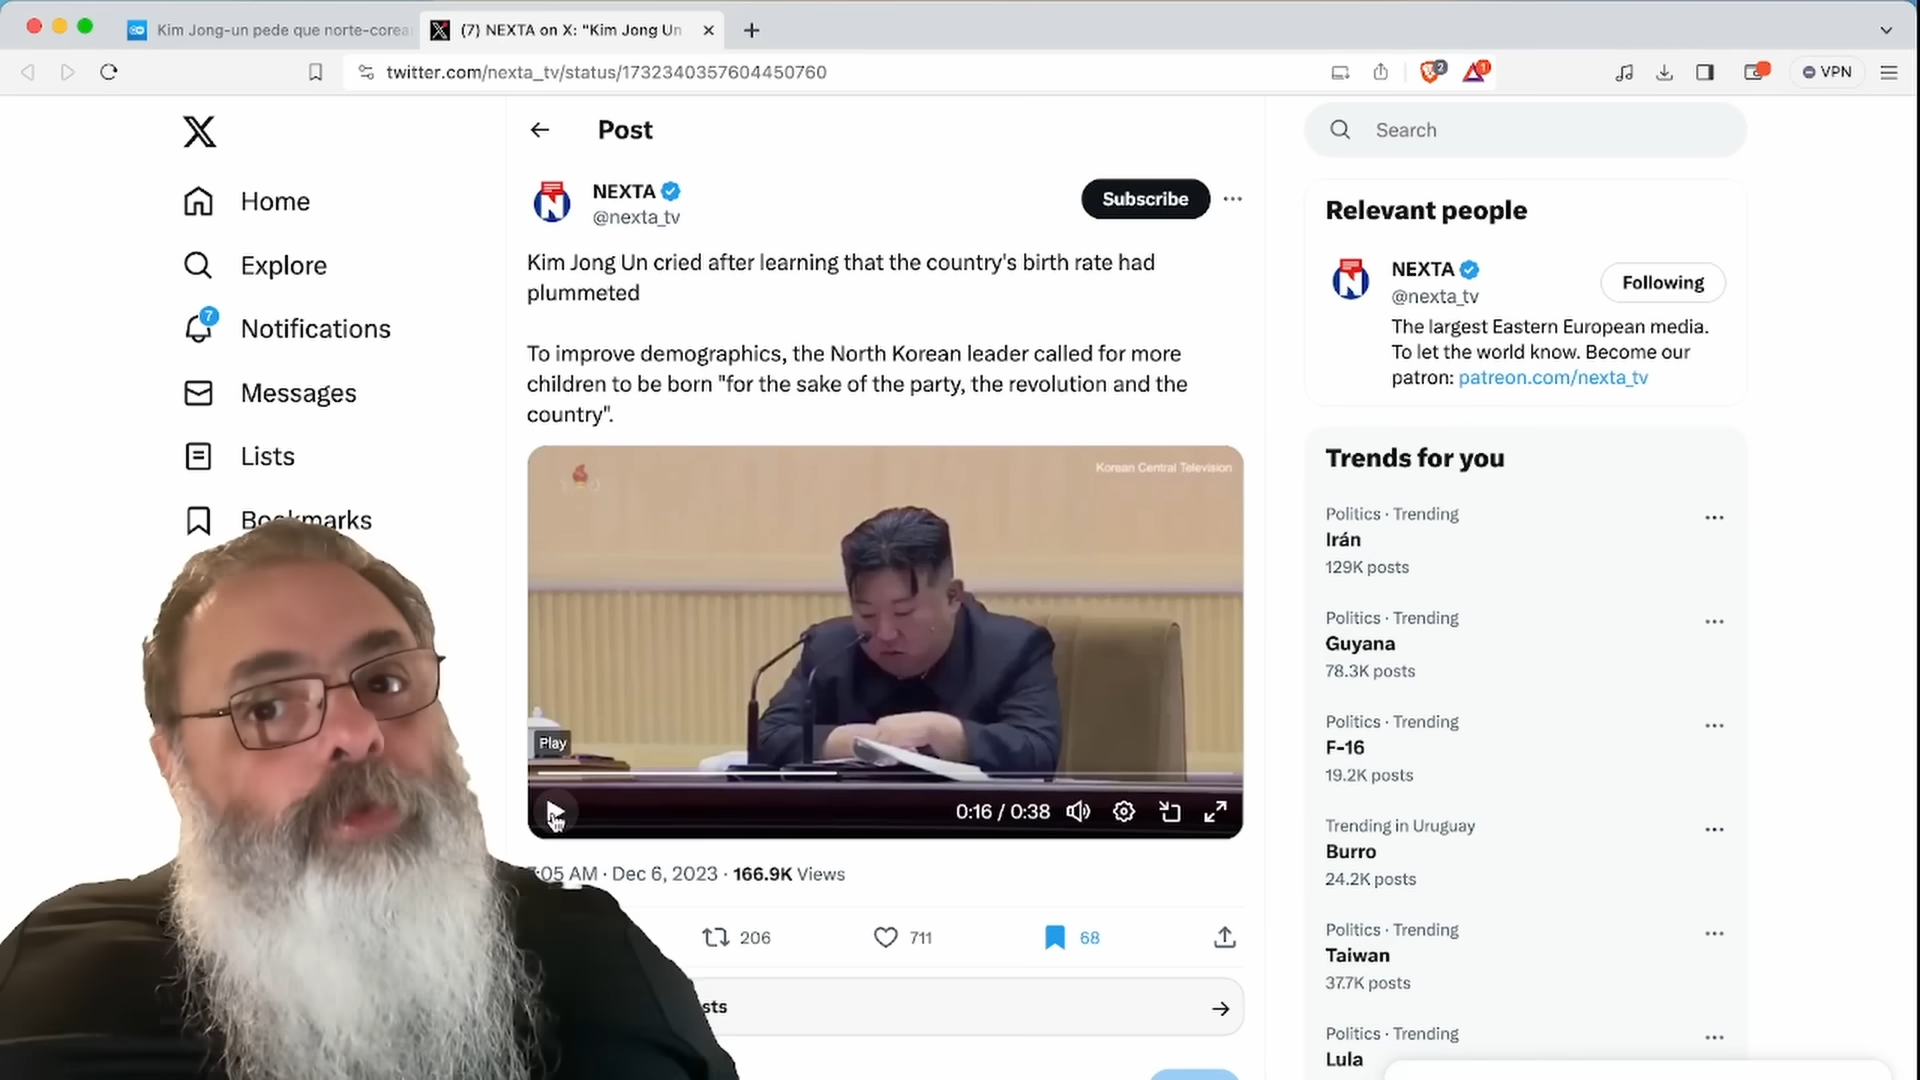 Kim Jong-un pede que norte-corea
(7) NEXTA on X: "Kim Jong Un
twitter.com/nexta_tv/status/1732340357604450760
2
1
VPN
Post
Search
NEXTA
@nexta_tv
Subscribe
Home
Explore
7
Notifications
Messages
Lists
Bookmarks
Kim Jong Un cried after learning that the country's birth rate had
plummeted
To improve demographics, the North Korean leader called for more
children to be born "for the sake of the party, the revolution and the
country".
Korean Central Television
Play
0:16 / 0:38
:05 AM · Dec 6, 2023 · 166.9K Views
206
711
68
sts
Relevant people
NEXTA
@nexta_tv
Following
The largest Eastern European media.
To let the world know. Become our
patron: patreon.com/nexta_tv
Trends for you
Politics · Trending
Irán
129K posts
Politics · Trending
Guyana
78.3K posts
Politics · Trending
F-16
19.2K posts
Trending in Uruguay
Burro
24.2K posts
Politics · Trending
Taiwan
37.7K posts
Politics · Trending
Lula